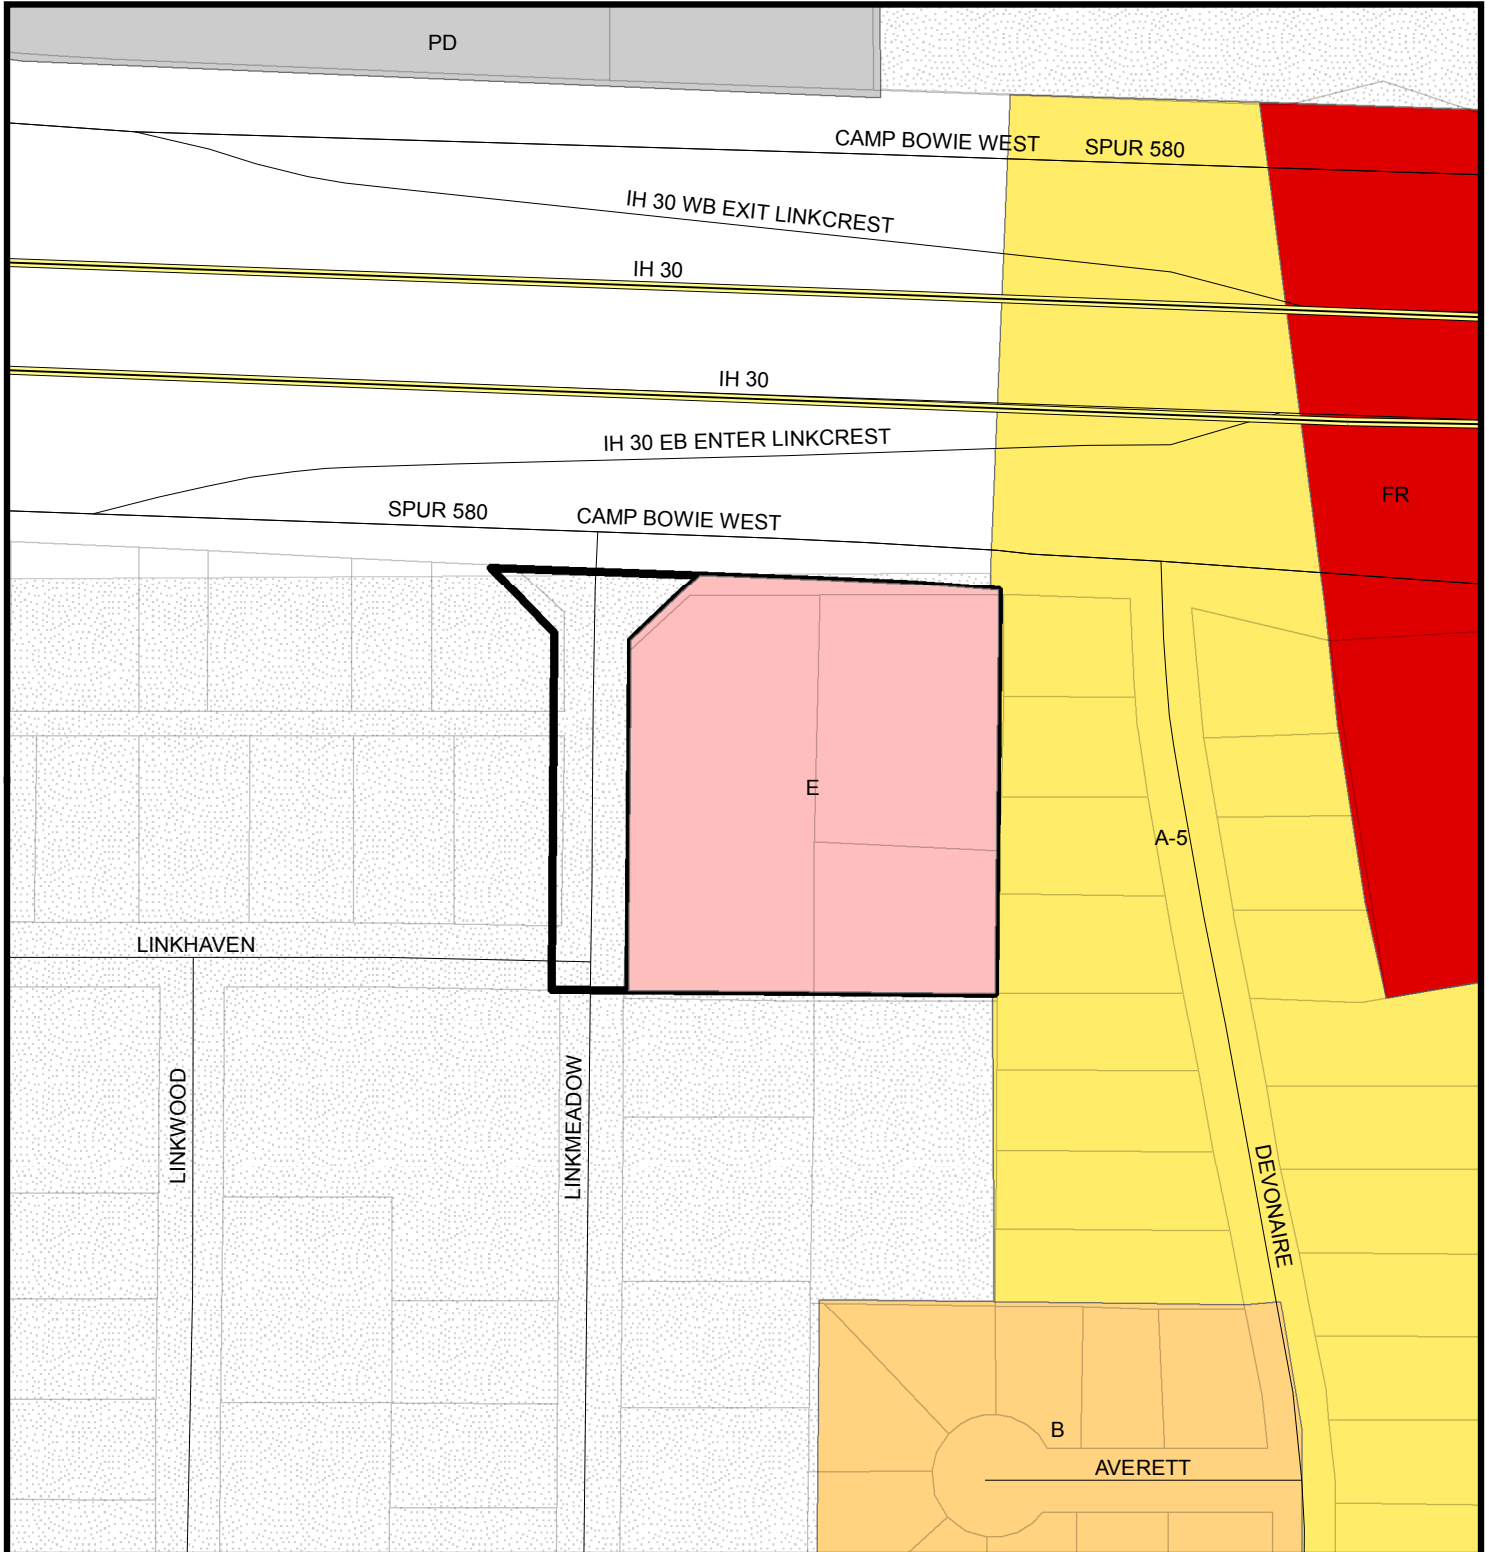 PD
CAMP BOWIE WEST
SPUR 580
IH 30 WB EXIT LINKCREST
IH 30
IH 30
IH 30 EB ENTER LINKCREST
FR
SPUR 580
CAMP BOWIE WEST
E
A-5
LINKHAVEN
LINKWOOD
LINKMEADOW
DEVONAIRE
B
AVERETT